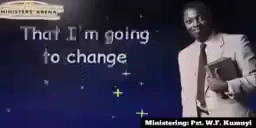 MINISTERS' ARENA
That I'm going
to change
Ministering: Pst. W.F. Kumuyi